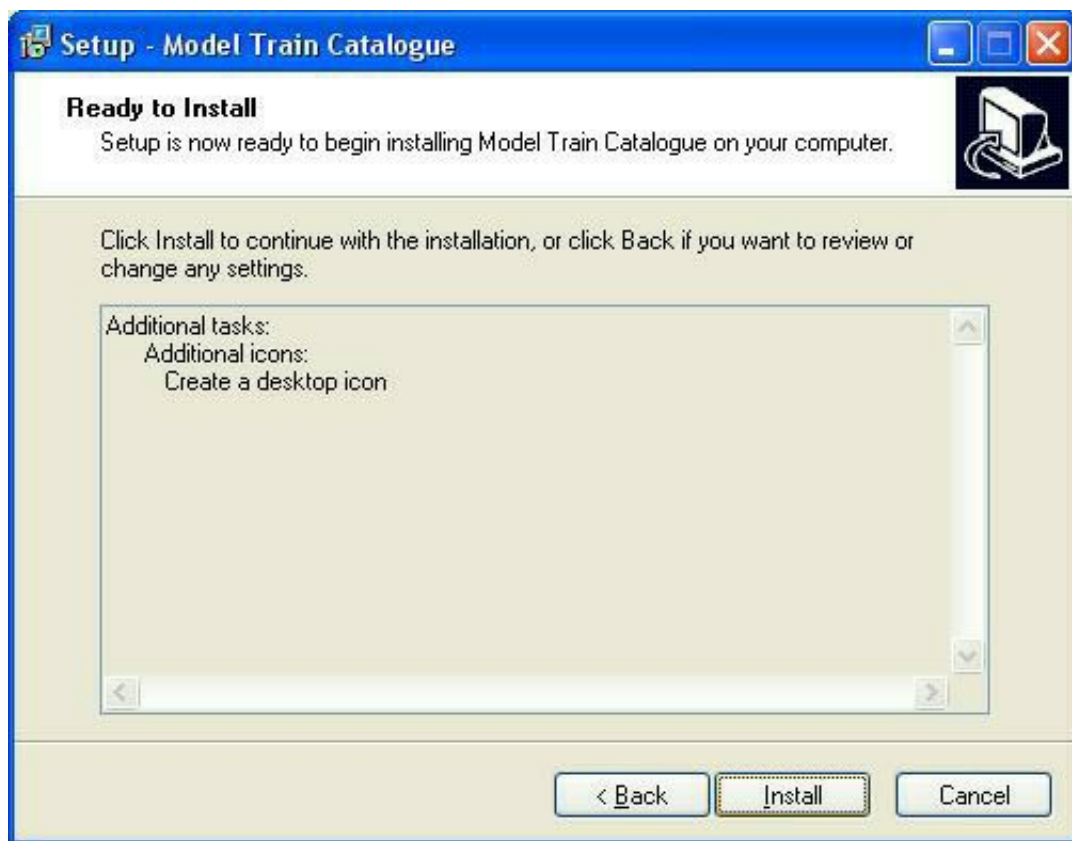 Setup - Model Train Catalogue
Ready to Install
Setup is now ready to begin installing Model Train Catalogue on your computer.
Click Install to continue with the installation, or click Back if you want to review or
change any settings.
Additional tasks:
Additional icons:
Create a desktop icon
< Back
Install
Cancel